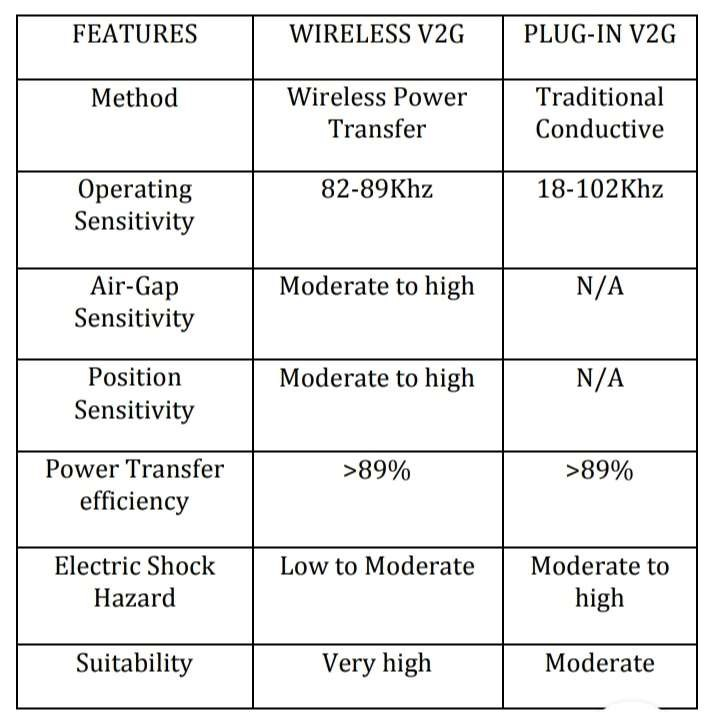 FEATURES WIRELESS V2G PLUG-IN V2G
Method Wireless Power Transfer Traditional Conductive
Operating Sensitivity 82-89Khz 18-102Khz
Air-Gap Sensitivity Moderate to high N/A
Position Sensitivity Moderate to high N/A
Power Transfer efficiency >89% >89%
Electric Shock Hazard Low to Moderate Moderate to high
Suitability Very high Moderate